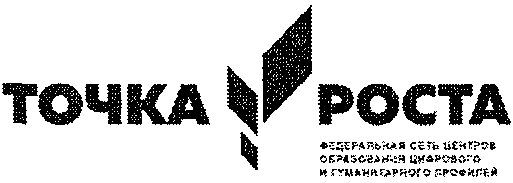 ТОЧКА РОСТА
ФЕДЕРАЛЬНАЯ СЕТЬ ЦЕНТРОВ
ОБРАЗОВАНИЯ ЦИФРОВОГО
И ГУМАНИТАРНОГО ПРОФИЛЕЙ